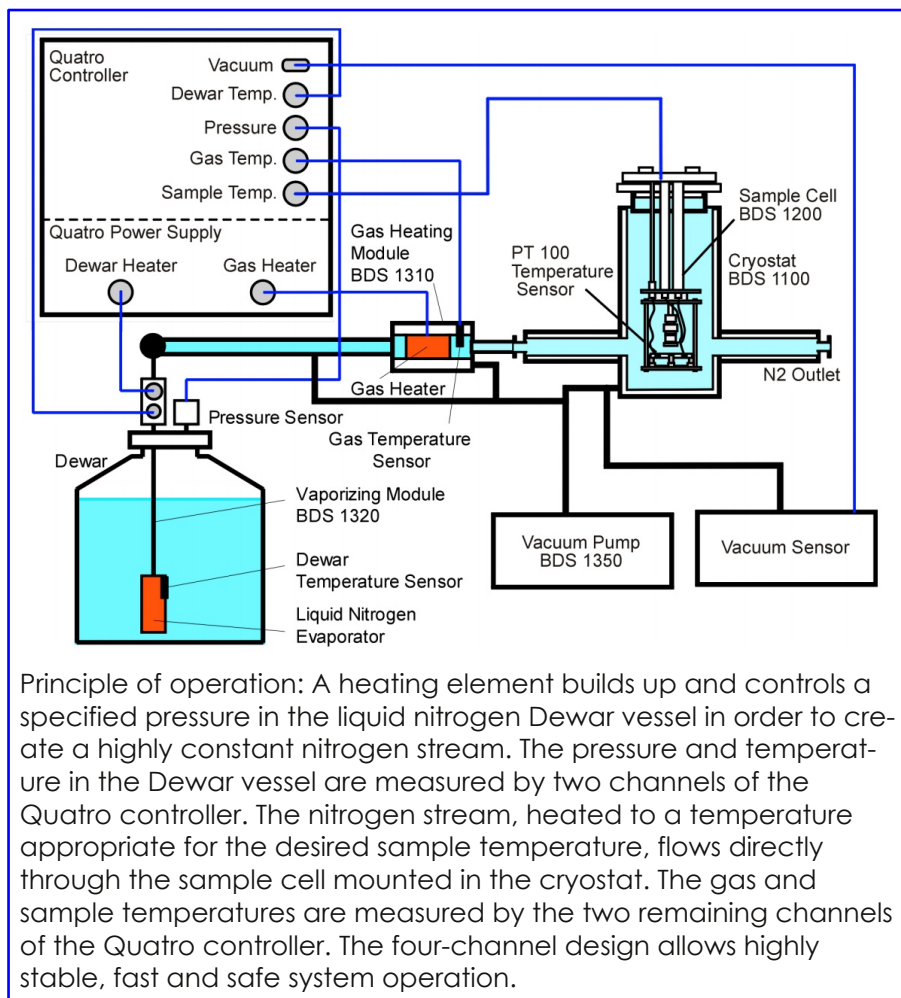 Quatro
Controller
Vacuum
Dewar Temp.
Pressure
Gas Temp.
Sample Temp.
Quatro Power Supply
Dewar Heater
Gas Heater
Gas Heating
Module
BDS 1310
PT 100
Temperature
Sensor
Sample Cell
BDS 1200
Cryostat
BDS 1100
N2 Outlet
Gas Heater
Pressure Sensor
Gas Temperature
Sensor
Dewar
Vaporizing Module
BDS 1320
Dewar
Temperature Sensor
Liquid Nitrogen
Evaporator
Vacuum Pump
BDS 1350
Vacuum Sensor
Principle of operation: A heating element builds up and controls a
specified pressure in the liquid nitrogen Dewar vessel in order to cre-
ate a highly constant nitrogen stream. The pressure and temperat-
ure in the Dewar vessel are measured by two channels of the
Quatro controller. The nitrogen stream, heated to a temperature
appropriate for the desired sample temperature, flows directly
through the sample cell mounted in the cryostat. The gas and
sample temperatures are measured by the two remaining channels
of the Quatro controller. The four-channel design allows highly
stable, fast and safe system operation.